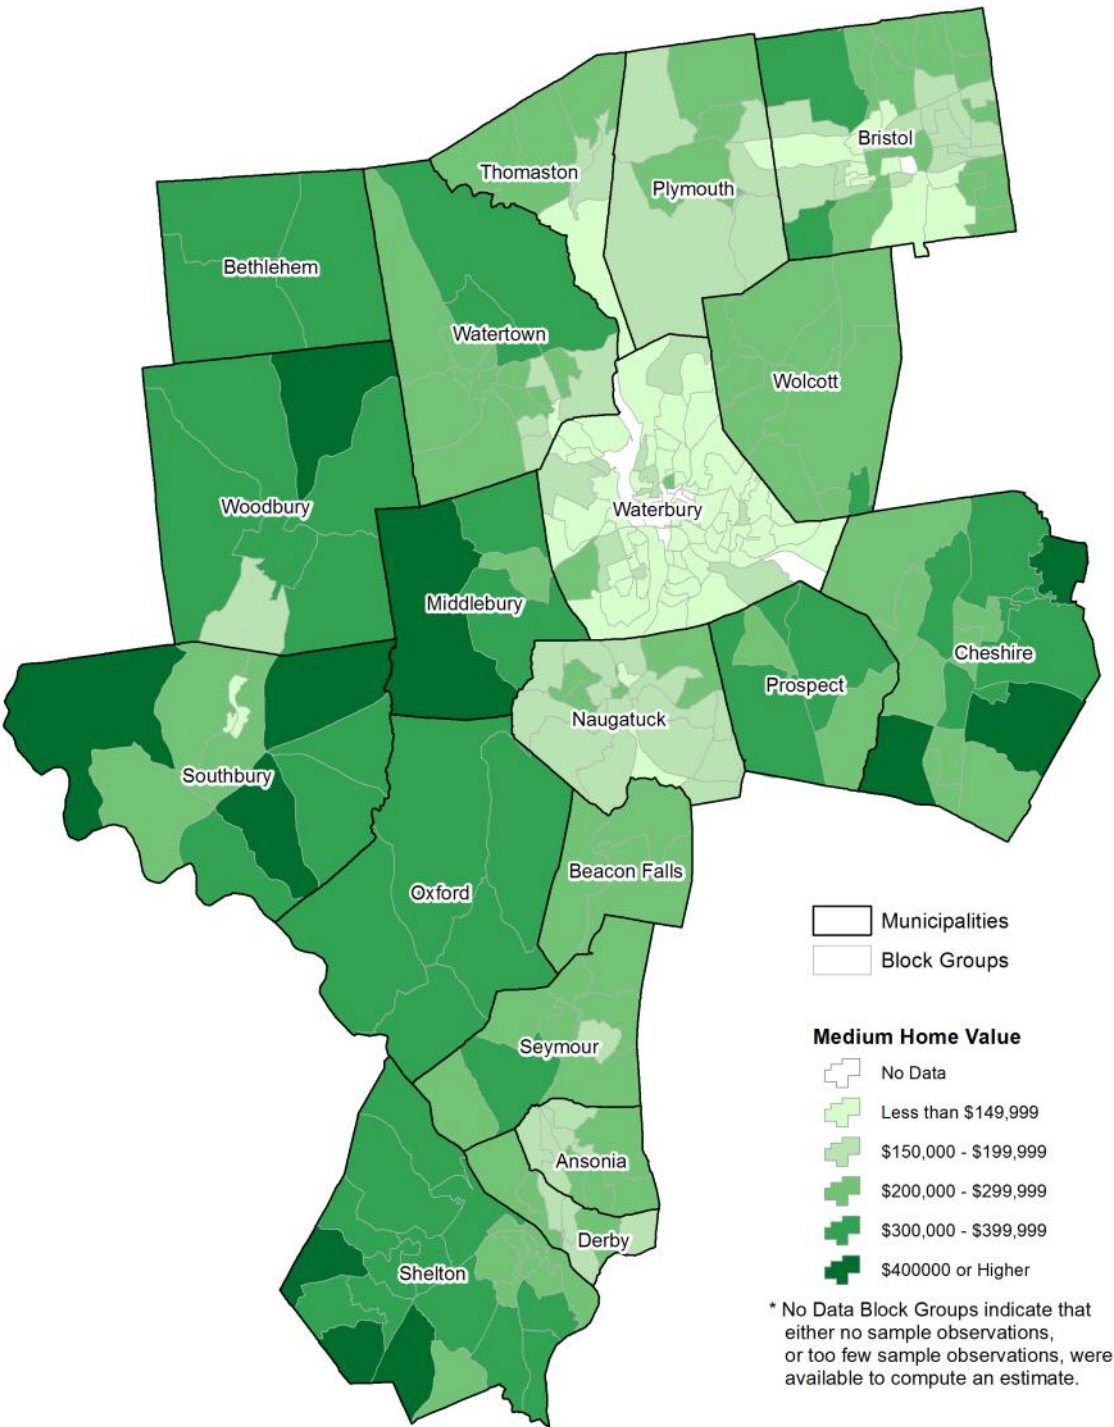 Bristol
Thomaston
Plymouth
Bethlehem
Watertown
Wolcott
Woodbury
Waterbury
Middlebury
Cheshire
Prospect
Naugatuck
Southbury
Beacon Falls
Oxford
Seymour
Ansonia
Derby
Shelton
Municipalities
Block Groups
Medium Home Value
No Data
Less than $149,999
$150,000 - $199,999
$200,000 - $299,999
$300,000 - $399,999
$400000 or Higher
* No Data Block Groups indicate that
either no sample observations,
or too few sample observations, were
available to compute an estimate.